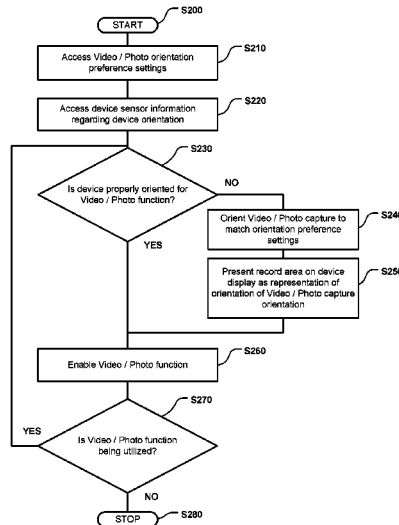 START
S200
Access Video / Photo orientation
preference settings
S210
Access device sensor information
regarding device orientation
S220
S230
Is device properly oriented for
Video / Photo function?
NO
YES
Orient Video / Photo capture to
match orientation preference
settings
S240
Present record area on device
display as representation of
orientation of Video / Photo capture
orientation
S250
Enable Video / Photo function
S260
S270
Is Video / Photo function
being utilized?
YES
NO
STOP
S280